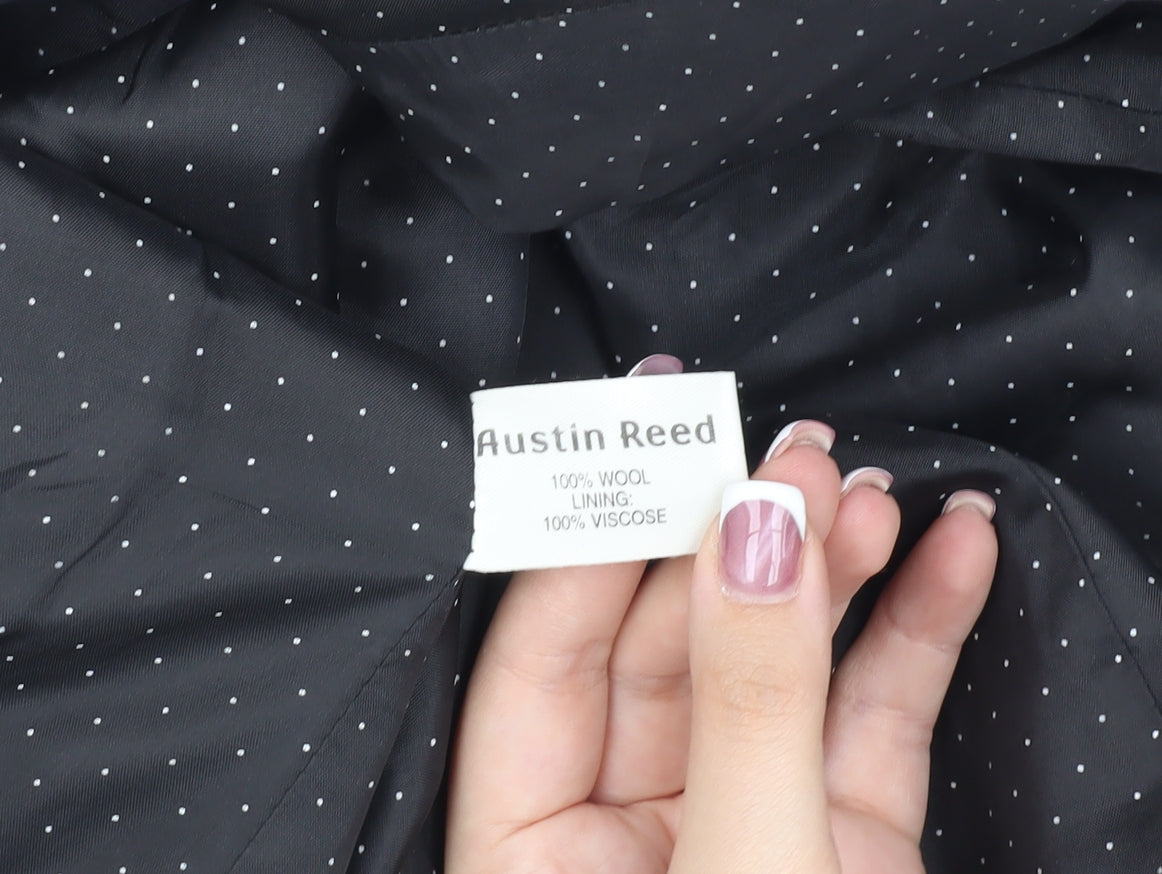 Austin Reed
100% WOOL
LINING:
100% VISCOSE